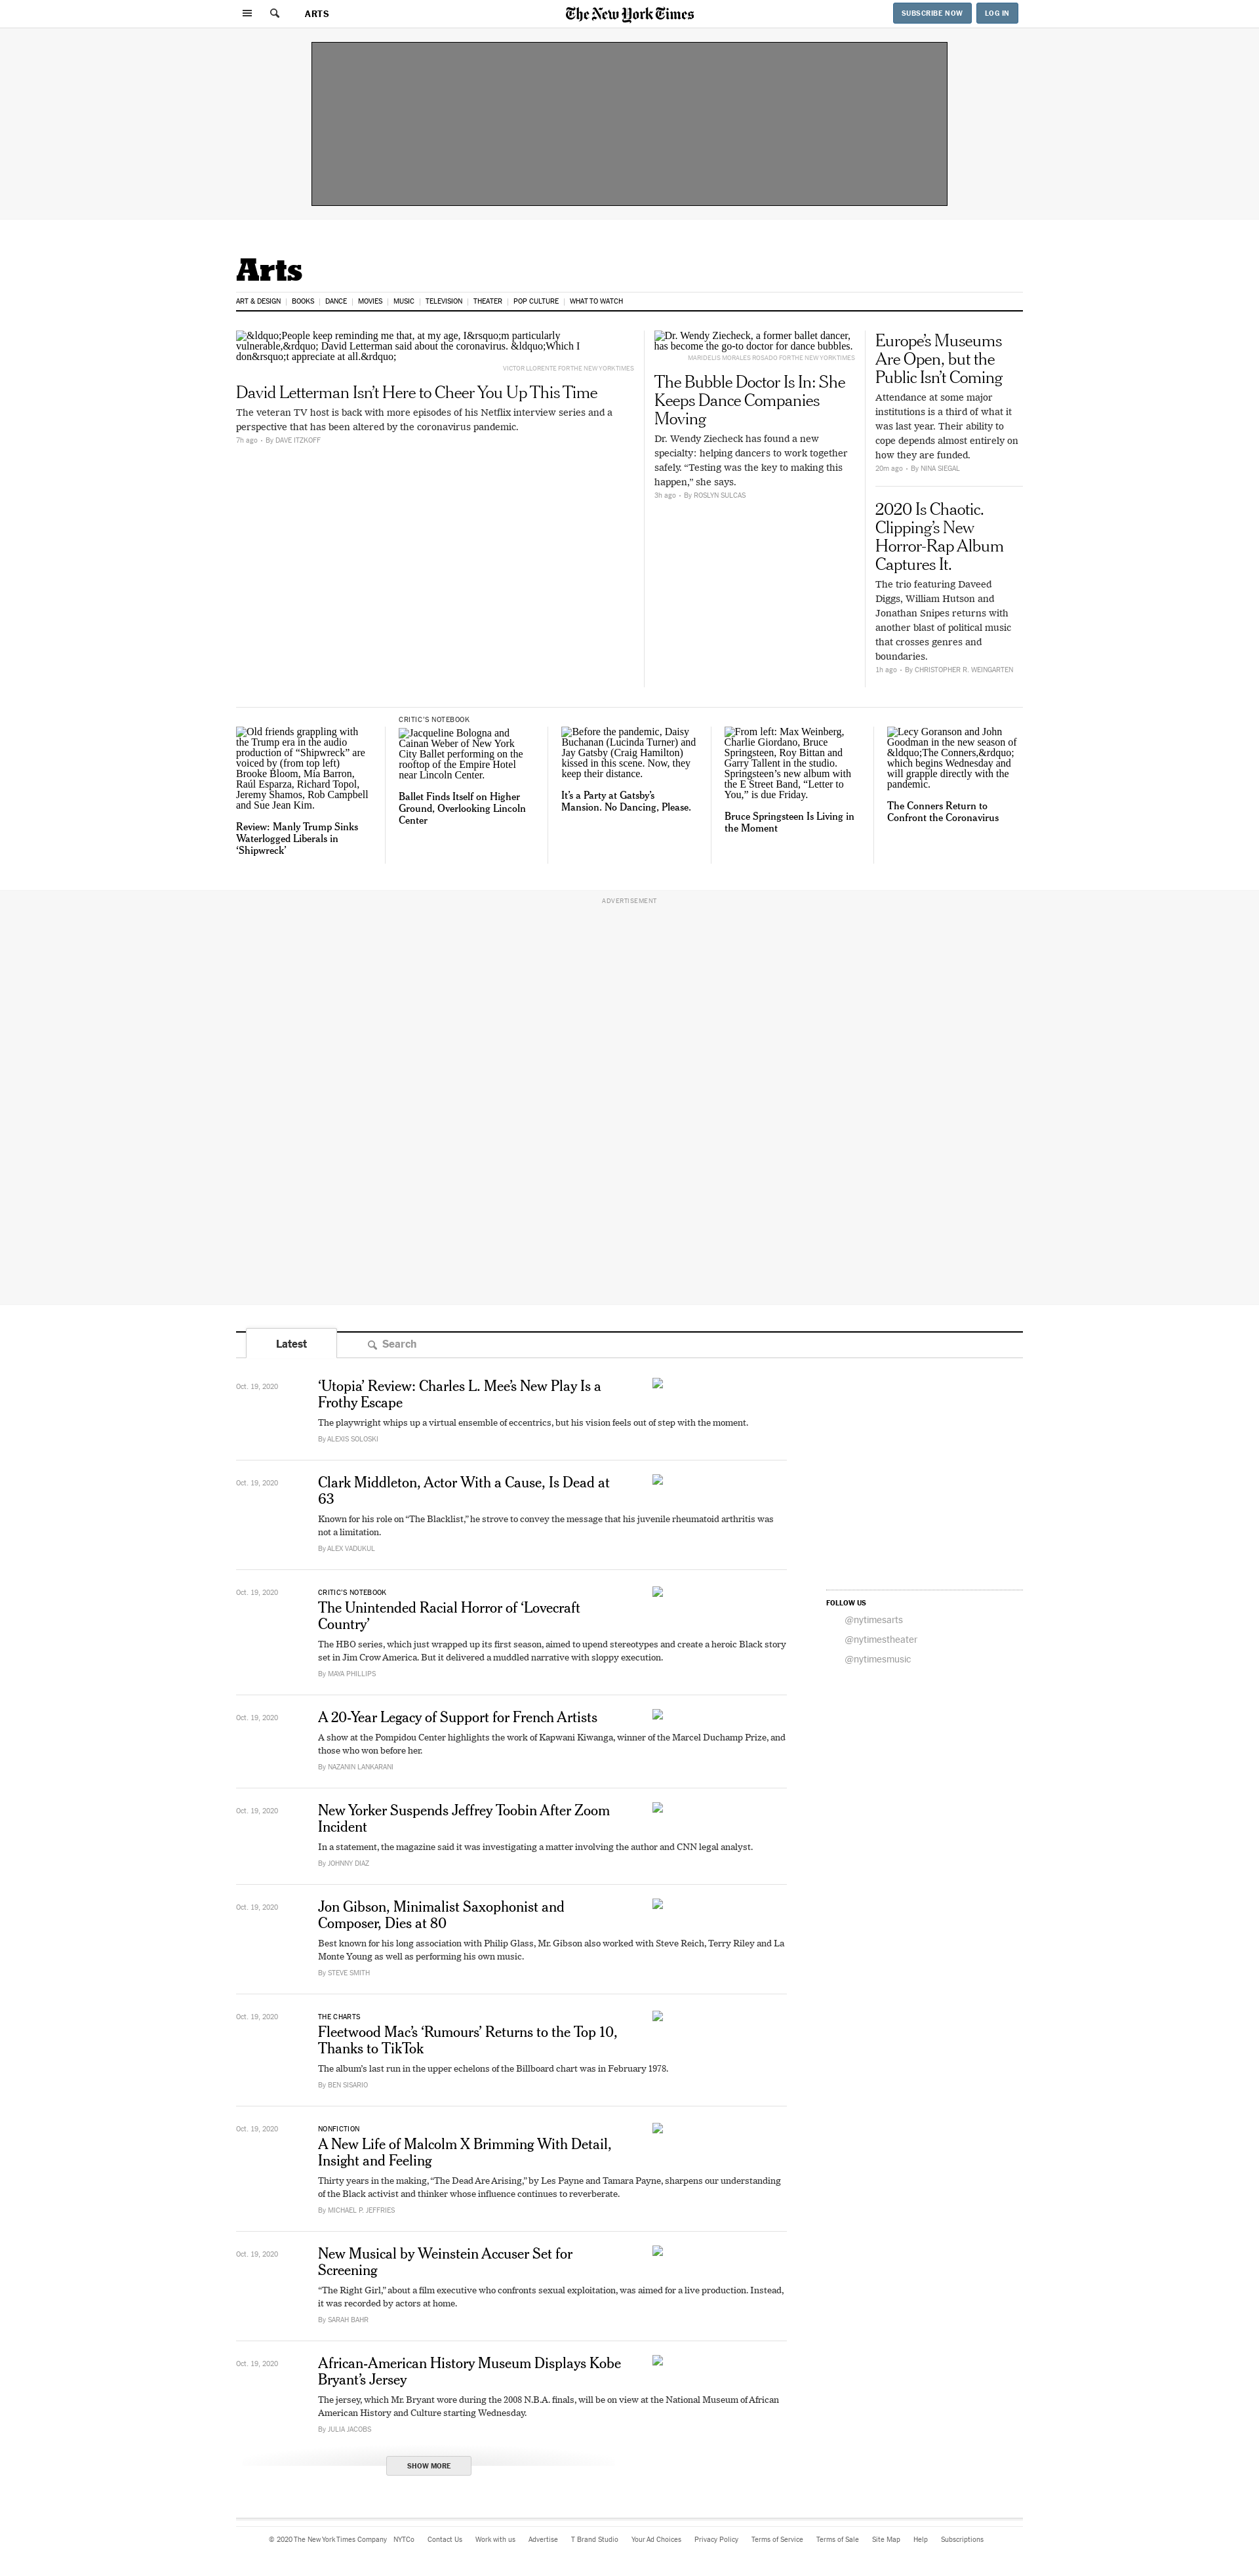 ARTS
The New York Times
SUBSCRIBE NOW
LOG IN
Arts
ART & DESIGN
BOOKS
DANCE
MOVIES
MUSIC
TELEVISION
THEATER
POP CULTURE
WHAT TO WATCH
&ldquo;People keep reminding me that, at my age, I&rsquo;m particularly
vulnerable,&rdquo; David Letterman said about the coronavirus. &ldquo;Which I
don&rsquo;t appreciate at all.&rdquo;
VICTOR LLORENTE FOR THE NEW YORK TIMES
David Letterman Isn’t Here to Cheer You Up This Time
The veteran TV host is back with more episodes of his Netflix interview series and a
perspective that has been altered by the coronavirus pandemic.
7h ago • By DAVE ITZKOFF
Dr. Wendy Ziecheck, a former ballet dancer,
has become the go-to doctor for dance bubbles.
MARIDELIS MORALES ROSADO FOR THE NEW YORK TIMES
The Bubble Doctor Is In: She
Keeps Dance Companies
Moving
Dr. Wendy Ziecheck has found a new
specialty: helping dancers to work together
safely. “Testing was the key to making this
happen,” she says.
3h ago • By ROSLYN SULCAS
Europe’s Museums
Are Open, but the
Public Isn’t Coming
Attendance at some major
institutions is a third of what it
was last year. Their ability to
cope depends almost entirely on
how they are funded.
20m ago • By NINA SIEGAL
2020 Is Chaotic.
Clipping’s New
Horror-Rap Album
Captures It.
The trio featuring Daveed
Diggs, William Hutson and
Jonathan Snipes returns with
another blast of political music
that crosses genres and
boundaries.
1h ago • By CHRISTOPHER R. WEINGARTEN
Old friends grappling with
the Trump era in the audio
production of “Shipwreck” are
voiced by (from top left)
Brooke Bloom, Mia Barron,
Raúl Esparza, Richard Topol,
Jeremy Shamos, Rob Campbell
and Sue Jean Kim.
Review: Manly Trump Sinks
Waterlogged Liberals in
‘Shipwreck’
CRITIC’S NOTEBOOK
Jacqueline Bologna and
Cainan Weber of New York
City Ballet performing on the
rooftop of the Empire Hotel
near Lincoln Center.
Ballet Finds Itself on Higher
Ground, Overlooking Lincoln
Center
Before the pandemic, Daisy
Buchanan (Lucinda Turner) and
Jay Gatsby (Craig Hamilton)
kissed in this scene. Now, they
keep their distance.
It’s a Party at Gatsby’s
Mansion. No Dancing, Please.
From left: Max Weinberg,
Charlie Giordano, Bruce
Springsteen, Roy Bittan and
Garry Tallent in the studio.
Springsteen’s new album with
the E Street Band, “Letter to
You,” is due Friday.
Bruce Springsteen Is Living in
the Moment
Lecy Goranson and John
Goodman in the new season of
&ldquo;The Conners,&rdquo;
which begins Wednesday and
will grapple directly with the
pandemic.
The Conners Return to
Confront the Coronavirus
ADVERTISEMENT
Latest
Search
Oct. 19, 2020
‘Utopia’ Review: Charles L. Mee’s New Play Is a
Frothy Escape
The playwright whips up a virtual ensemble of eccentrics, but his vision feels out of step with the moment.
By ALEXIS SOLOSKI
Oct. 19, 2020
Clark Middleton, Actor With a Cause, Is Dead at
63
Known for his role on “The Blacklist,” he strove to convey the message that his juvenile rheumatoid arthritis was
not a limitation.
By ALEX VADUKUL
Oct. 19, 2020
CRITIC’S NOTEBOOK
The Unintended Racial Horror of ‘Lovecraft
Country’
The HBO series, which just wrapped up its first season, aimed to upend stereotypes and create a heroic Black story
set in Jim Crow America. But it delivered a muddled narrative with sloppy execution.
By MAYA PHILLIPS
Oct. 19, 2020
A 20-Year Legacy of Support for French Artists
A show at the Pompidou Center highlights the work of Kapwani Kiwanga, winner of the Marcel Duchamp Prize, and
those who won before her.
By NAZANIN LANKARANI
Oct. 19, 2020
New Yorker Suspends Jeffrey Toobin After Zoom
Incident
In a statement, the magazine said it was investigating a matter involving the author and CNN legal analyst.
By JOHNNY DIAZ
Oct. 19, 2020
Jon Gibson, Minimalist Saxophonist and
Composer, Dies at 80
Best known for his long association with Philip Glass, Mr. Gibson also worked with Steve Reich, Terry Riley and La
Monte Young as well as performing his own music.
By STEVE SMITH
Oct. 19, 2020
THE CHARTS
Fleetwood Mac’s ‘Rumours’ Returns to the Top 10,
Thanks to TikTok
The album’s last run in the upper echelons of the Billboard chart was in February 1978.
By BEN SISARIO
Oct. 19, 2020
NONFICTION
A New Life of Malcolm X Brimming With Detail,
Insight and Feeling
Thirty years in the making, “The Dead Are Arising,” by Les Payne and Tamara Payne, sharpens our understanding
of the Black activist and thinker whose influence continues to reverberate.
By MICHAEL P. JEFFRIES
Oct. 19, 2020
New Musical by Weinstein Accuser Set for
Screening
“The Right Girl,” about a film executive who confronts sexual exploitation, was aimed for a live production. Instead,
it was recorded by actors at home.
By SARAH BAHR
Oct. 19, 2020
African-American History Museum Displays Kobe
Bryant’s Jersey
The jersey, which Mr. Bryant wore during the 2008 N.B.A. finals, will be on view at the National Museum of African
American History and Culture starting Wednesday.
By JULIA JACOBS
SHOW MORE
FOLLOW US
@nytimesarts
@nytimestheater
@nytimesmusic
© 2020 The New York Times Company
NYTCo
Contact Us
Work with us
Advertise
T Brand Studio
Your Ad Choices
Privacy Policy
Terms of Service
Terms of Sale
Site Map
Help
Subscriptions